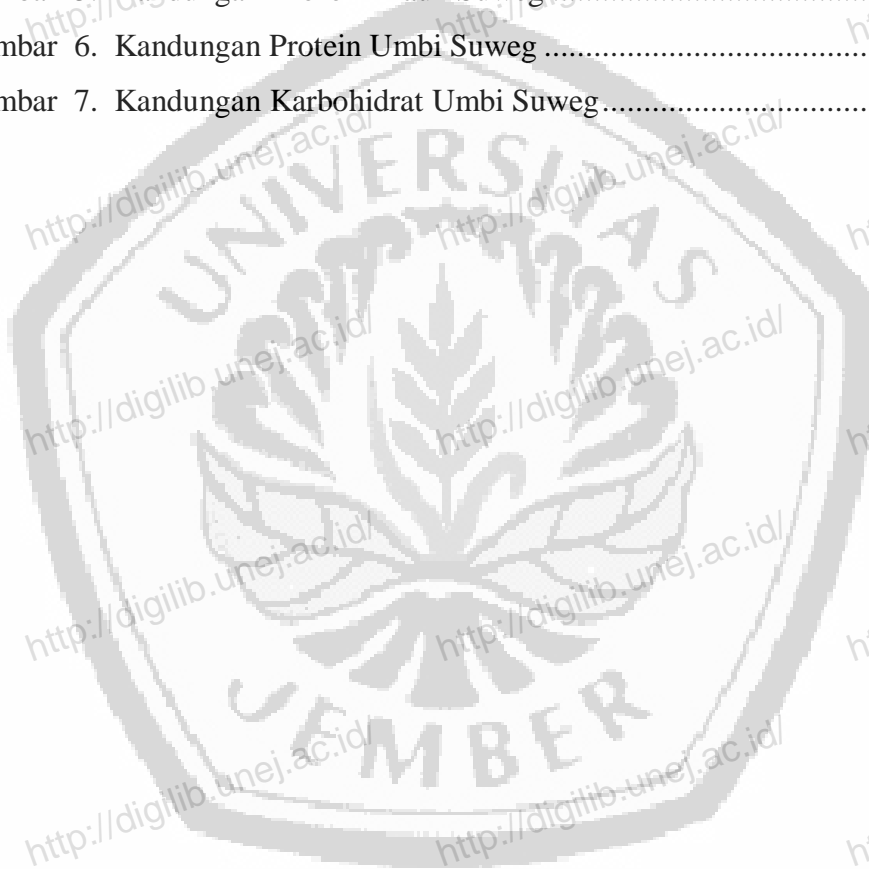 mbar 6. Kandungan Protein Umbi Suweg ........................................
mbar 7. Kandungan Karbohidrat Umbi Suweg .................................
UNIVERSITAS
JEMBER
http://digilib.unej.ac.id/
http://digilib.unej.ac.id/
http://digilib.unej.ac.id/
http://digilib.unej.ac.id/
http://digilib.unej.ac.id/
http://digilib.unej.ac.id/
http://digilib.unej.ac.id/
http://digilib.unej.ac.id/